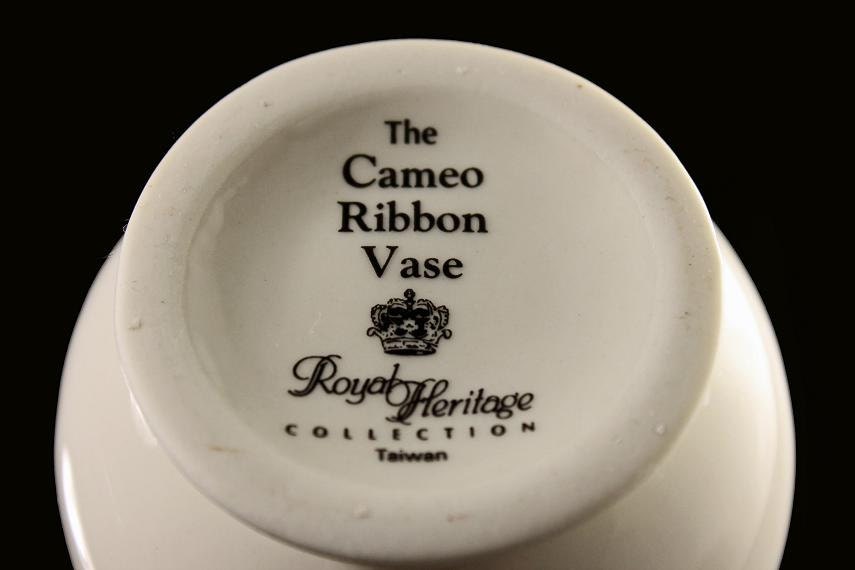 The
Cameo
Ribbon
Vase
Royal Heritage
COLLECTION
Taiwan